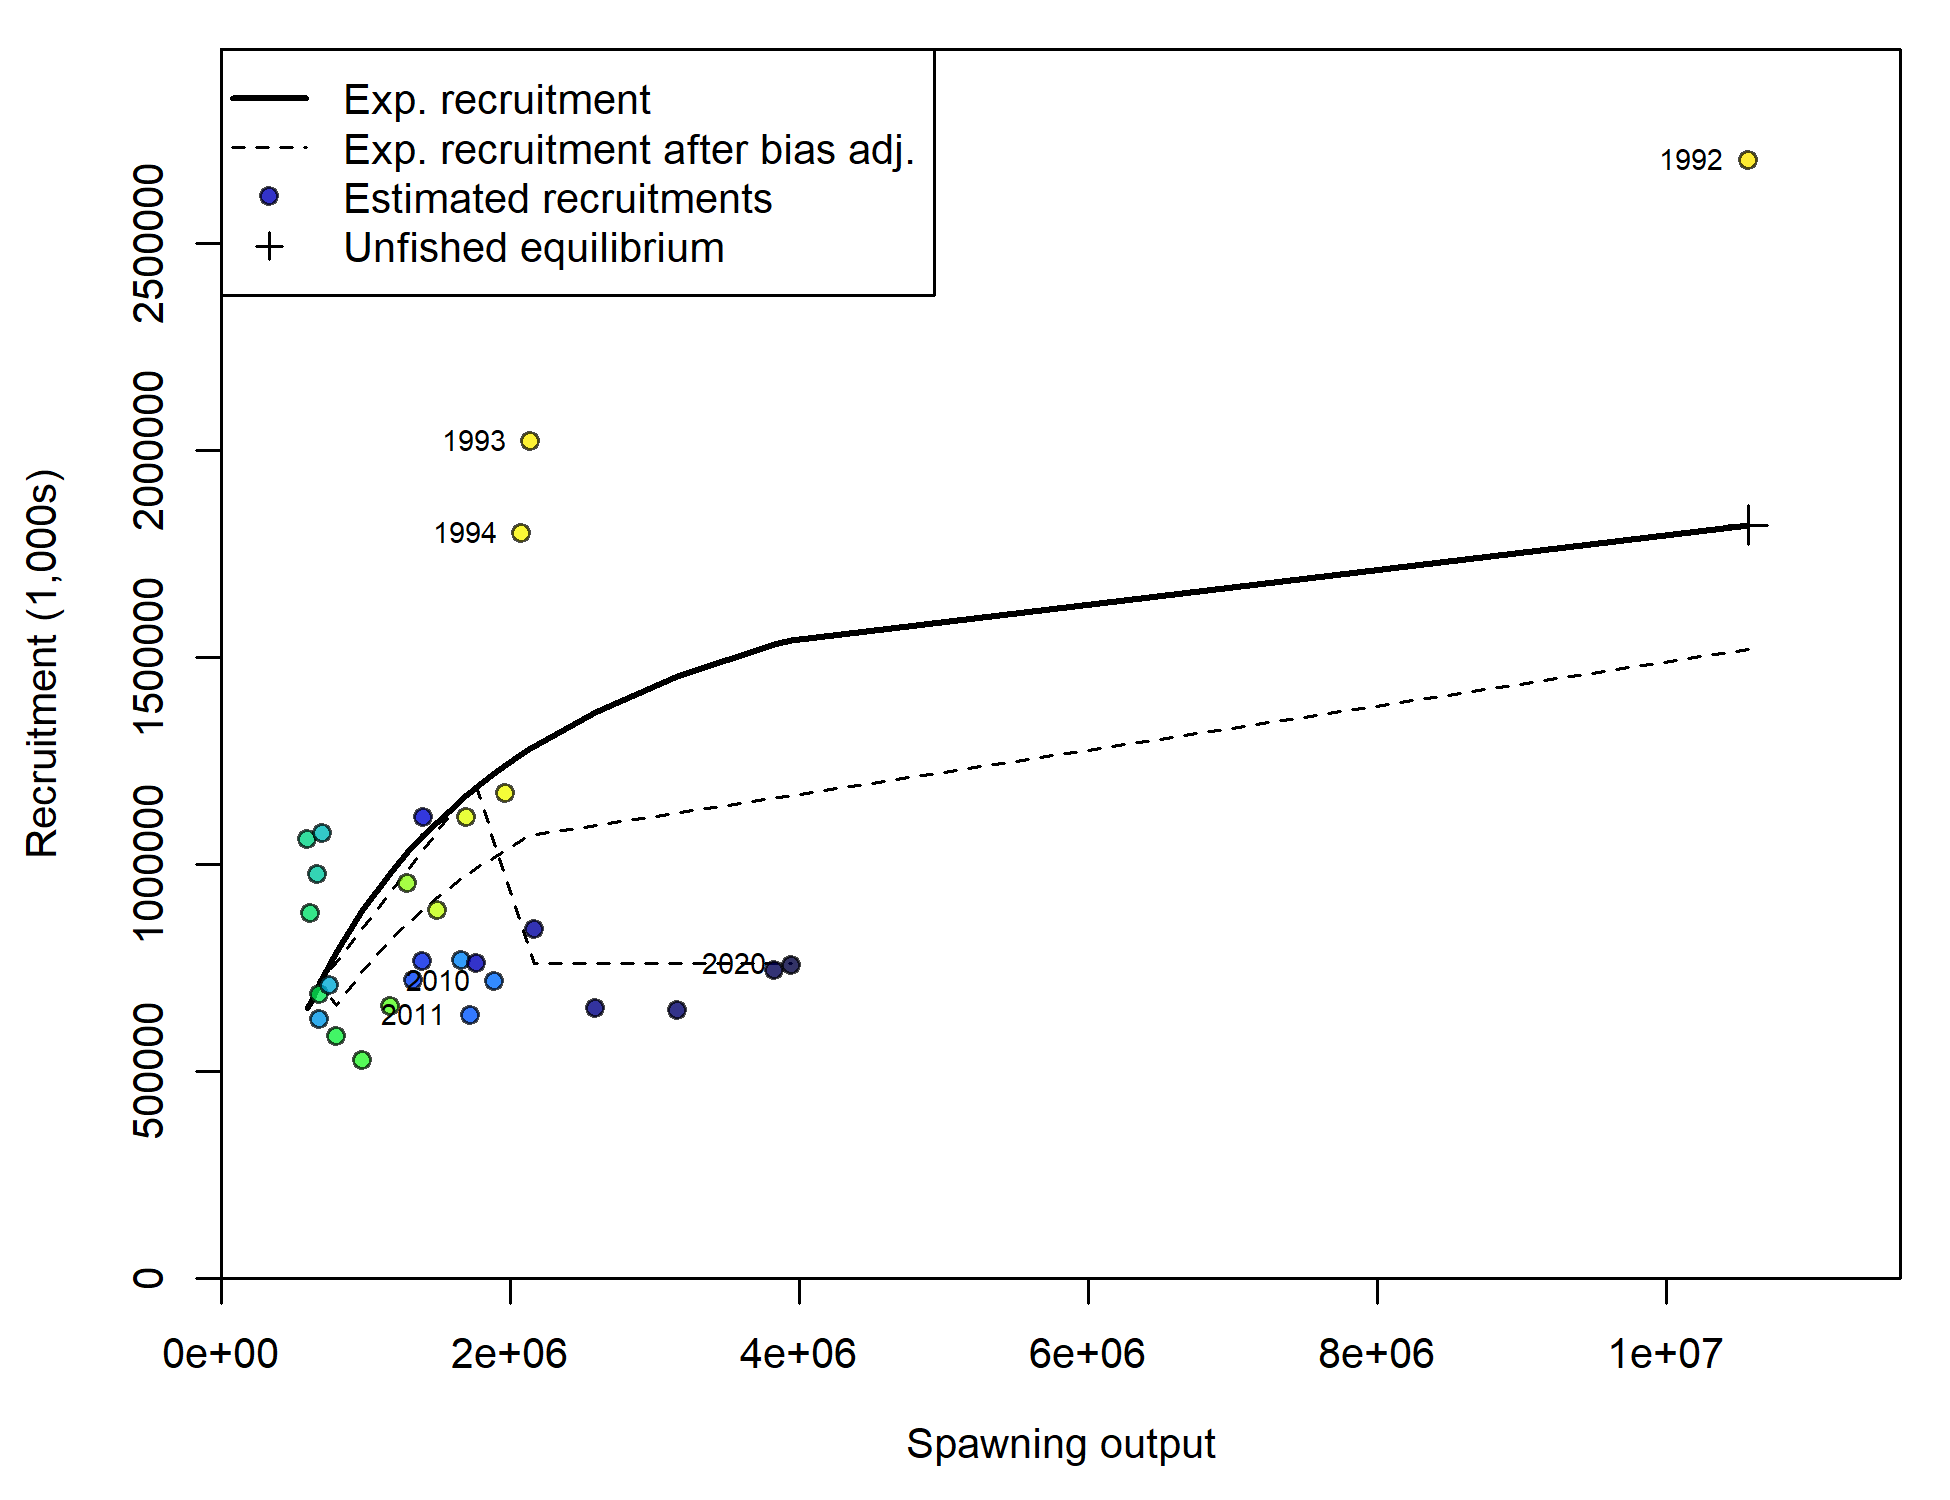 Exp. recruitment
Exp. recruitment after bias adj.
Estimated recruitments
Unfished equilibrium
1992
1993
1994
2020
2010
2011
Recruitment (1,000s)
2500000
2000000
1500000
1000000
500000
0
0e+00 2e+06 4e+06 6e+06 8e+06 1e+07
Spawning output